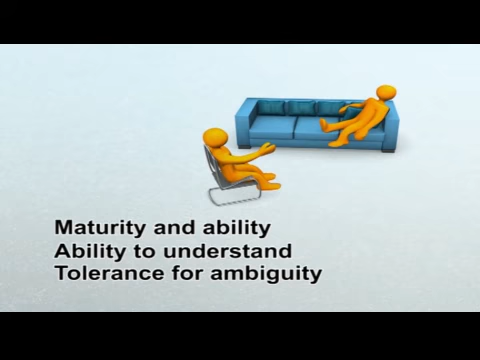 Maturity and ability
Ability to understand
Tolerance for ambiguity